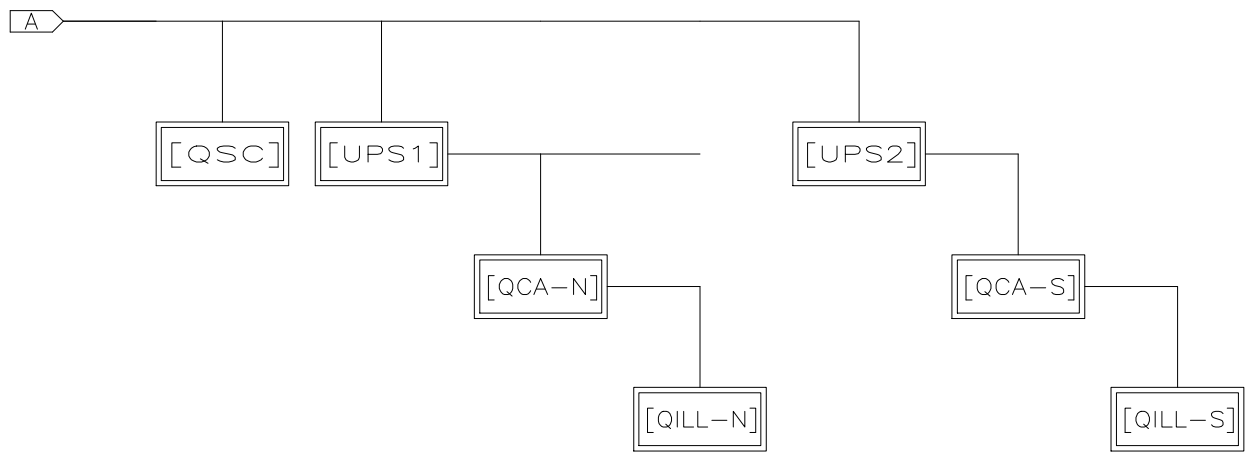 A
[QSC] [UPS1] [UPS2]
[QCA-N] [QCA-S]
[QILL-N] [QILL-S]